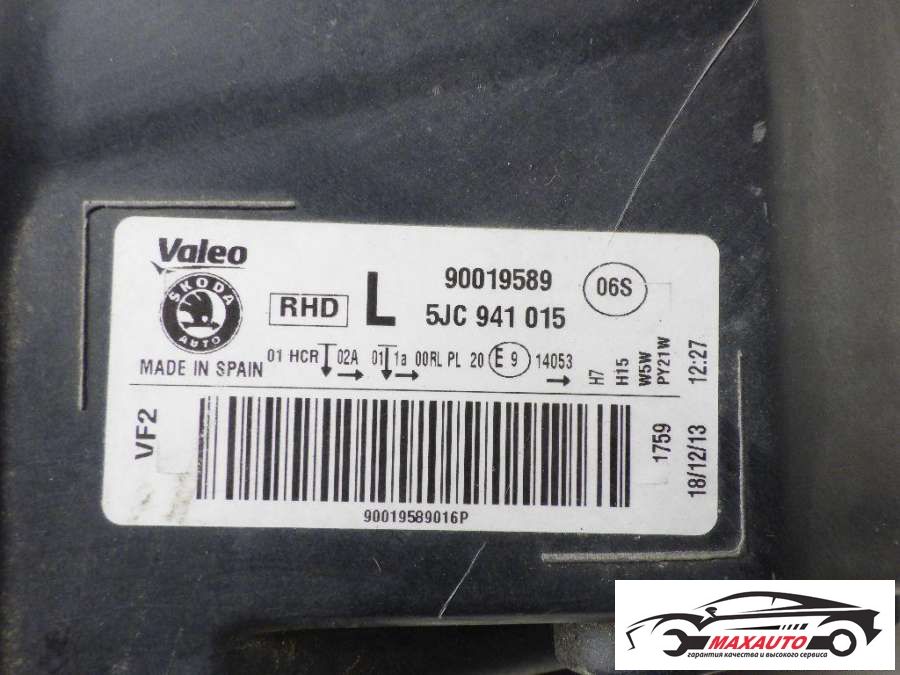 Valeo
SKODA
AUTO
MADE IN SPAIN
RHD
L
90019589
5JC 941 015
06S
01 HCR 02A 01 1a 00RL PL 20 E 9 14053
H7
H15
W5W
PY21W
12:27
VF2
1759
18/12/13
90019589016P
MAXAUTO
гарантия качества и высокого сервиса